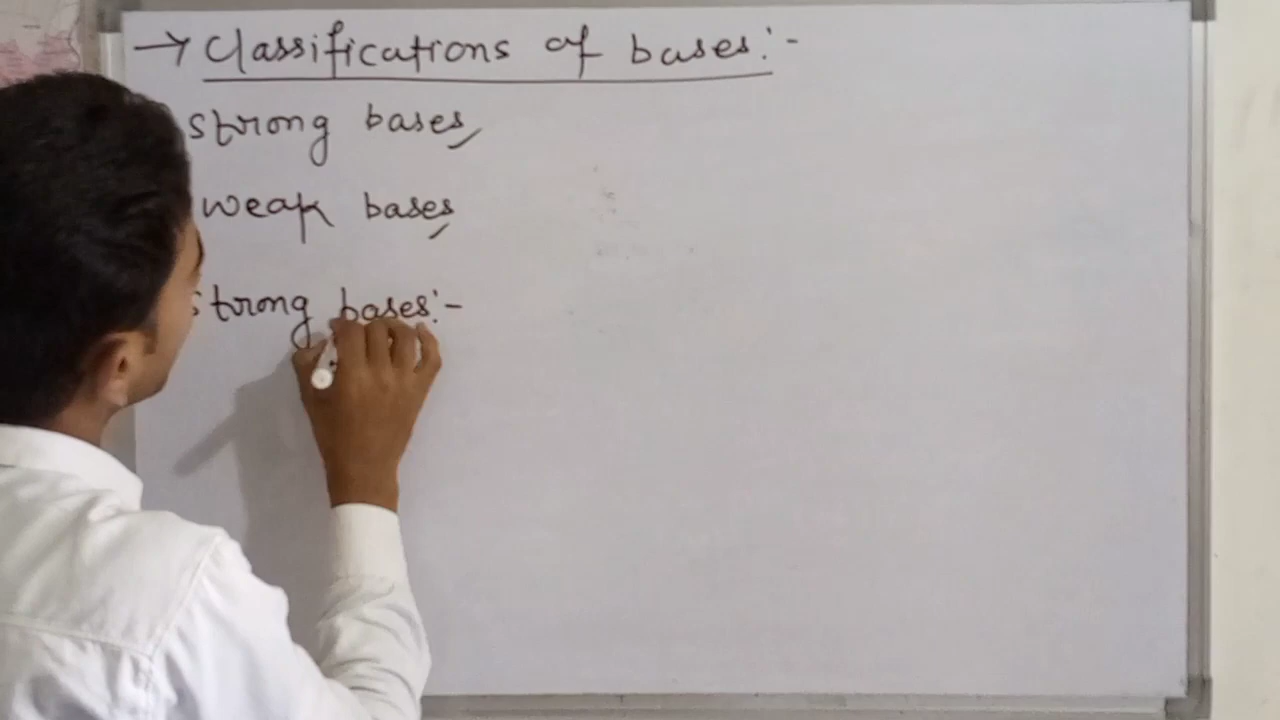 → Classifications of bases:-
strong bases,
weak bases,
strong bases:-